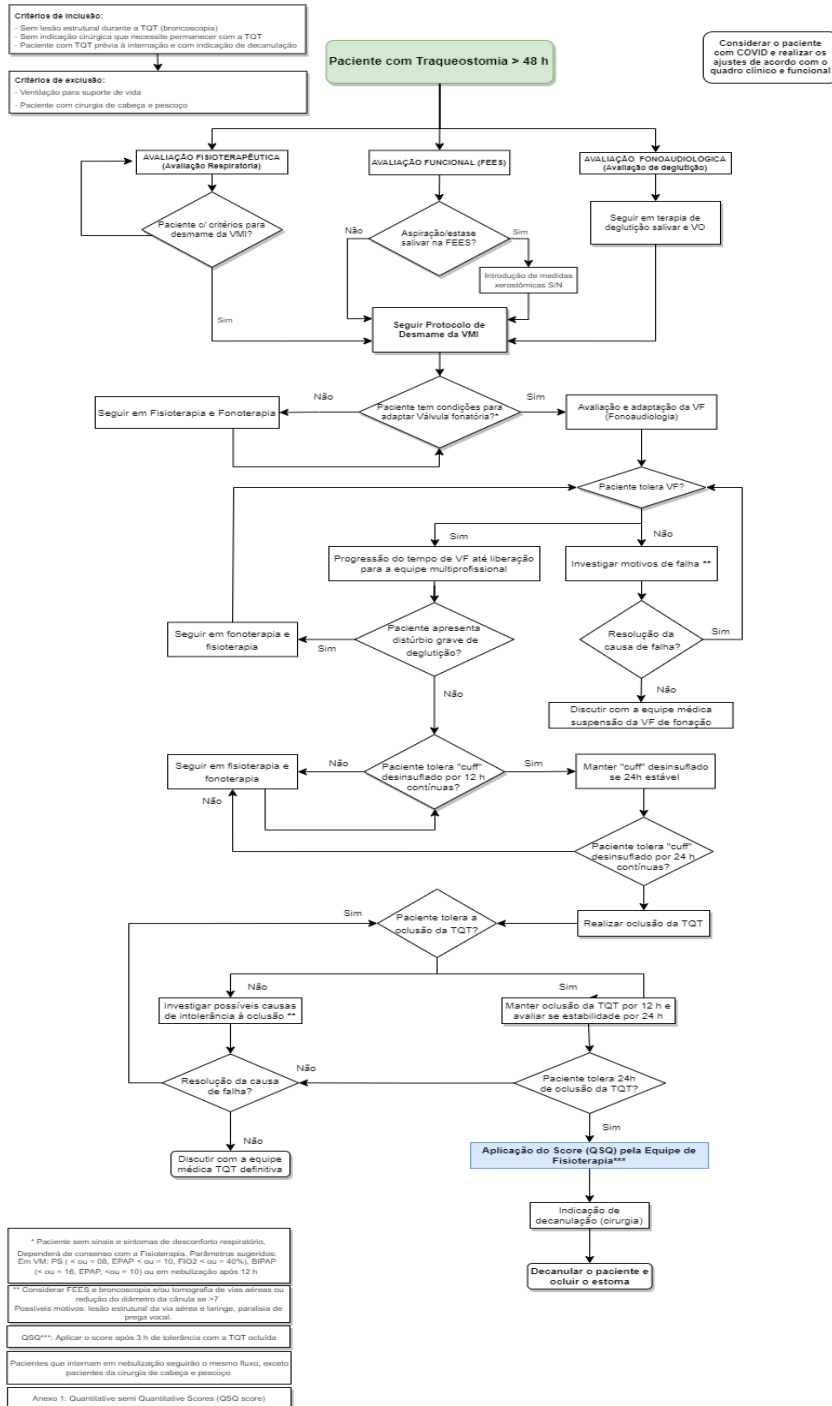 Critérios de inclusão:
- Sem lesão estrutural durante a TQT (broncoscopia)
- Sem indicação cirúrgica que necessite permanecer com a TQT
- Paciente com TQT prévia à internação e com indicação de decanulação
Critérios de exclusão:
- Ventilação para suporte de vida
- Paciente com cirurgia de cabeça e pescoço
Paciente com Traqueostomia > 48 h
Considerar o paciente
com COVID e realizar os
ajustes de acordo com o
quadro clínico e funcional
AVALIAÇÃO FISIOTERAPÊUTICA
(Avaliação Respiratória)
AVALIAÇÃO FUNCIONAL (FEES)
AVALIAÇÃO FONOAUDIOLÓGICA
(Avaliação de deglutição)
Paciente c/ critérios para
desmame da VMI?
Não
Aspiração/estase
salivar na FEES?
Sim
Seguir em terapia de
deglutição salivar e VO
Introdução de medidas
xerostômicas S/N
Sim
Seguir Protocolo de
Desmame da VMI
Não
Sim
Seguir em Fisioterapia e Fonoterapia
Paciente tem condições para
adaptar Válvula fonatória?*
Avaliação e adaptação da VF
(Fonoaudiologia)
Paciente tolera VF?
Sim
Não
Progressão do tempo de VF até liberação
para a equipe multiprofissional
Investigar motivos de falha **
Seguir em fonoterapia e
fisioterapia
Sim
Paciente apresenta
distúrbio grave de
deglutição?
Resolução da
causa de falha?
Sim
Não
Não
Discutir com a equipe médica
suspensão da VF de fonação
Seguir em fisioterapia e
fonoterapia
Não
Paciente tolera "cuff"
desinsuflado por 12 h
contínuas?
Sim
Manter "cuff" desinsuflado
se 24h estável
Não
Paciente tolera "cuff"
desinsuflado por 24 h
contínuas?
Sim
Paciente tolera a
oclusão da TQT?
Realizar oclusão da TQT
Não
Sim
Investigar possíveis causas
de intolerância à oclusão **
Manter oclusão da TQT por 12 h e
avaliar se estabilidade por 24 h
Resolução da causa
de falha?
Não
Paciente tolera 24h
de oclusão da TQT?
Não
Sim
Discutir com a equipe
médica TQT definitiva
Aplicação do Score (QSQ) pela Equipe de
Fisioterapia***
Indicação de
decanulação (cirurgia)
Decanular o paciente e
ocluir o estoma
* Paciente sem sinais e sintomas de desconforto respiratório,
Dependerá de consenso com a Fisioterapia. Parâmetros sugeridos:
Em VM: PS ( < ou = 06, EPAP < ou = 10, FIO2 < ou = 40%), BIPAP
(< ou = 16, EPAP, <ou = 10) ou em nebulização após 12 h
** Considerar FEES e broncoscopia e/ou tomografia de vias aéreas ou
redução do diâmetro da cânula se >7
Possíveis motivos: lesão estrutural da via aérea e laringe, paralisia de
prega vocal.
QSQ***: Aplicar o score após 3 h de tolerância com a TQT ocluída
Pacientes que internam em nebulização seguirão o mesmo fluxo, exceto
pacientes da cirurgia de cabeça e pescoço
Anexo 1: Quantitative semi Quantitative Scores (QSQ score)